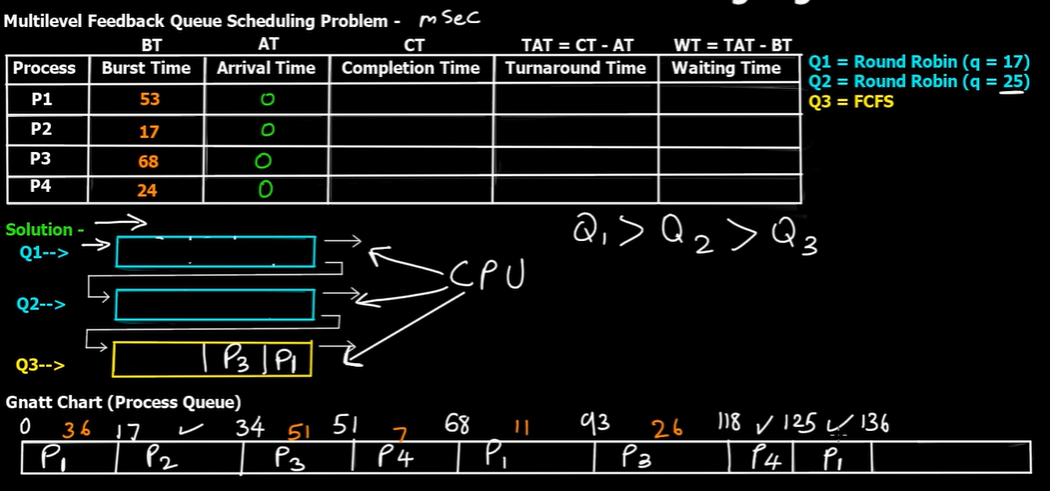 Multilevel Feedback Queue Scheduling Problem - mSec
BT AT CT TAT = CT - AT WT = TAT - BT
Process Burst Time Arrival Time Completion Time Turnaround Time Waiting Time
Q1 = Round Robin (q = 17)
Q2 = Round Robin (q = 25)
Q3 = FCFS
P1 53 0
P2 17 0
P3 68 0
P4 24 0
Solution -
Q1 > Q2 > Q3
Q1-->
CPU
Q2-->
Q3--> P3 P1
Gnatt Chart (Process Queue)
0 36 17 ✓ 34 51 51 7 68 11 93 26 118 ✓ 125 ✓ 136
P1 P2 P3 P4 P1 P3 P4 P1